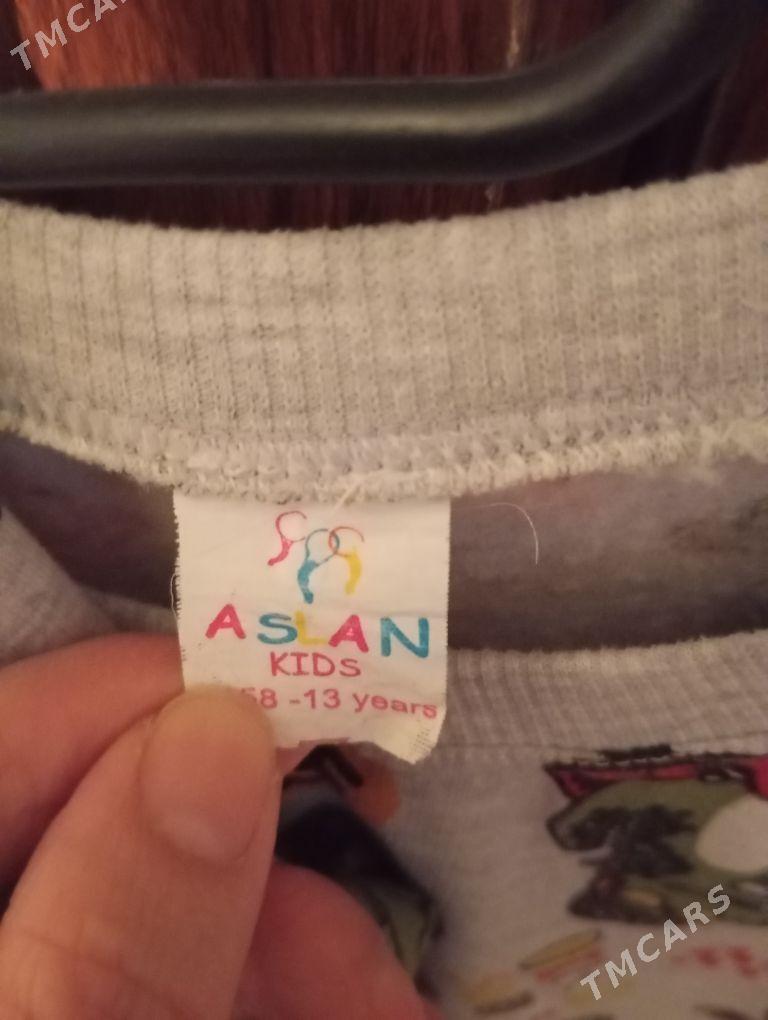 TMCARS
ASLAN
KIDS
58 -13 years
TMCARS